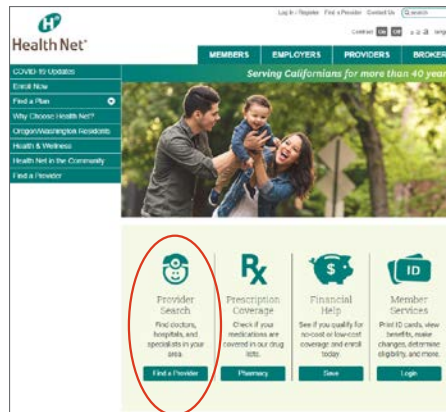 Log In / Register Find a Provider Contact Us search
Contrast On Off a a a
Health Net
MEMBERS EMPLOYERS PROVIDERS BROKER
COVID-19 Updates
Serving Californians for more than 40 year
Enroll Now
Find a Plan
Why Choose Health Net?
Oregon/Washington Residents
Health & Wellness
Health Net in the Community
Find a Provider
Provider
Search
Find doctors,
hospitals, and
specialists in your
area.
Find a Provider
Rx
Prescription
Coverage
Check if your
medications are
covered in our drug
lists.
Pharmacy
$
Financial
Help
See if you qualify for
no-cost or low-cost
coverage and enroll
today.
Save
ID
Member
Services
Print ID cards, view
benefits, make
changes, determine
eligibility, and more.
Login